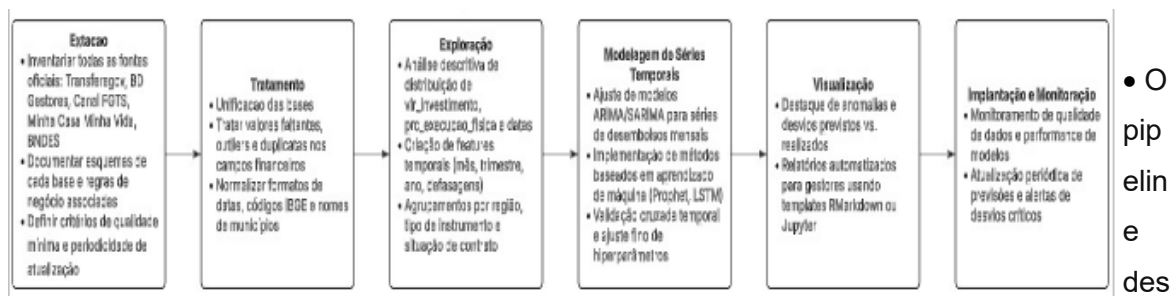 Extacao
• Inventariar todas as fontes
oficiais: Transferegov, BD
Gestores, Canal FGTS,
Minha Casa Minha Vida,
BNDES
• Documentar esquemas de
cada base e regras de
negócio associadas
• Definir critérios de qualidade
mínima e periodicidade de
atualização
Tratamento
• Unificacao das bases
• Tratar valores faltantes,
outliers e duplicatas nos
campos financeiros
• Normalizar formatos de
datas, códigos IBGE e nomes
de municípios
Exploração
• Análise descritiva de
distribuição de
vlr_investimento,
prc_execucao_fisica e datas
• Criação de features
temporais (mês, trimestre,
ano, defasagens)
• Agrupamentos por região,
tipo de instrumento e
situação de contrato
Modelagem de Séries
Temporais
• Ajuste de modelos
ARIMA/SARIMA para séries
de desembolsos mensais
• Implementação de métodos
baseados em aprendizado
de máquina (Prophet, LSTM)
• Validação cruzada temporal
e ajuste fino de
hiperparâmetros
Visualização
• Destaque de anomalias e
desvios previstos vs.
realizados
• Relatórios automatizados
para gestores usando
templates RMarkdown ou
Jupyter
Implantação e Monitoração
• Monitoramento de qualidade
de dados e performance de
modelos
• Atualização periódica de
previsões e alertas de
desvios críticos
• O
pip
elin
e
des